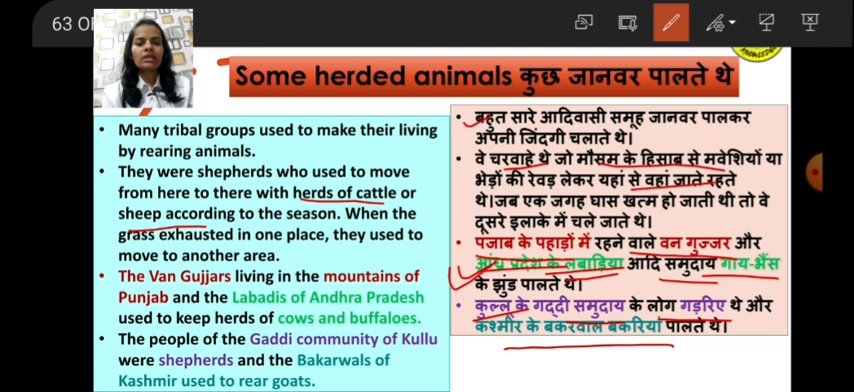 63 O
KNOWLEDGE
Some herded animals कुछ जानवर पालते थे
• Many tribal groups used to make their living
by rearing animals.
• They were shepherds who used to move
from here to there with herds of cattle or
sheep according to the season. When the
grass exhausted in one place, they used to
move to another area.
• The Van Gujjars living in the mountains of
Punjab and the Labadis of Andhra Pradesh
used to keep herds of cows and buffaloes.
• The people of the Gaddi community of Kullu
were shepherds and the Bakarwals of
Kashmir used to rear goats.
• बहुत सारे आदिवासी समूह जानवर पालकर
अपनी जिंदगी चलाते थे।
• वे चरवाहे थे जो मौसम के हिसाब से मवेशियों या
भेड़ों की रेवड़ लेकर यहां से वहां जाते रहते
थे।जब एक जगह घास खत्म हो जाती थी तो वे
दूसरे इलाके में चले जाते थे।
• पंजाब के पहाड़ों में रहने वाले वन गुज्जर और
आंध्र प्रदेश के लबाडिया आदि समुदाय गाय-भैंस
के झुंड पालते थे।
• कुल्लू के गद्दी समुदाय के लोग गड़रिए थे और
कश्मीर के बकरवाल बकरियां पालते थे।